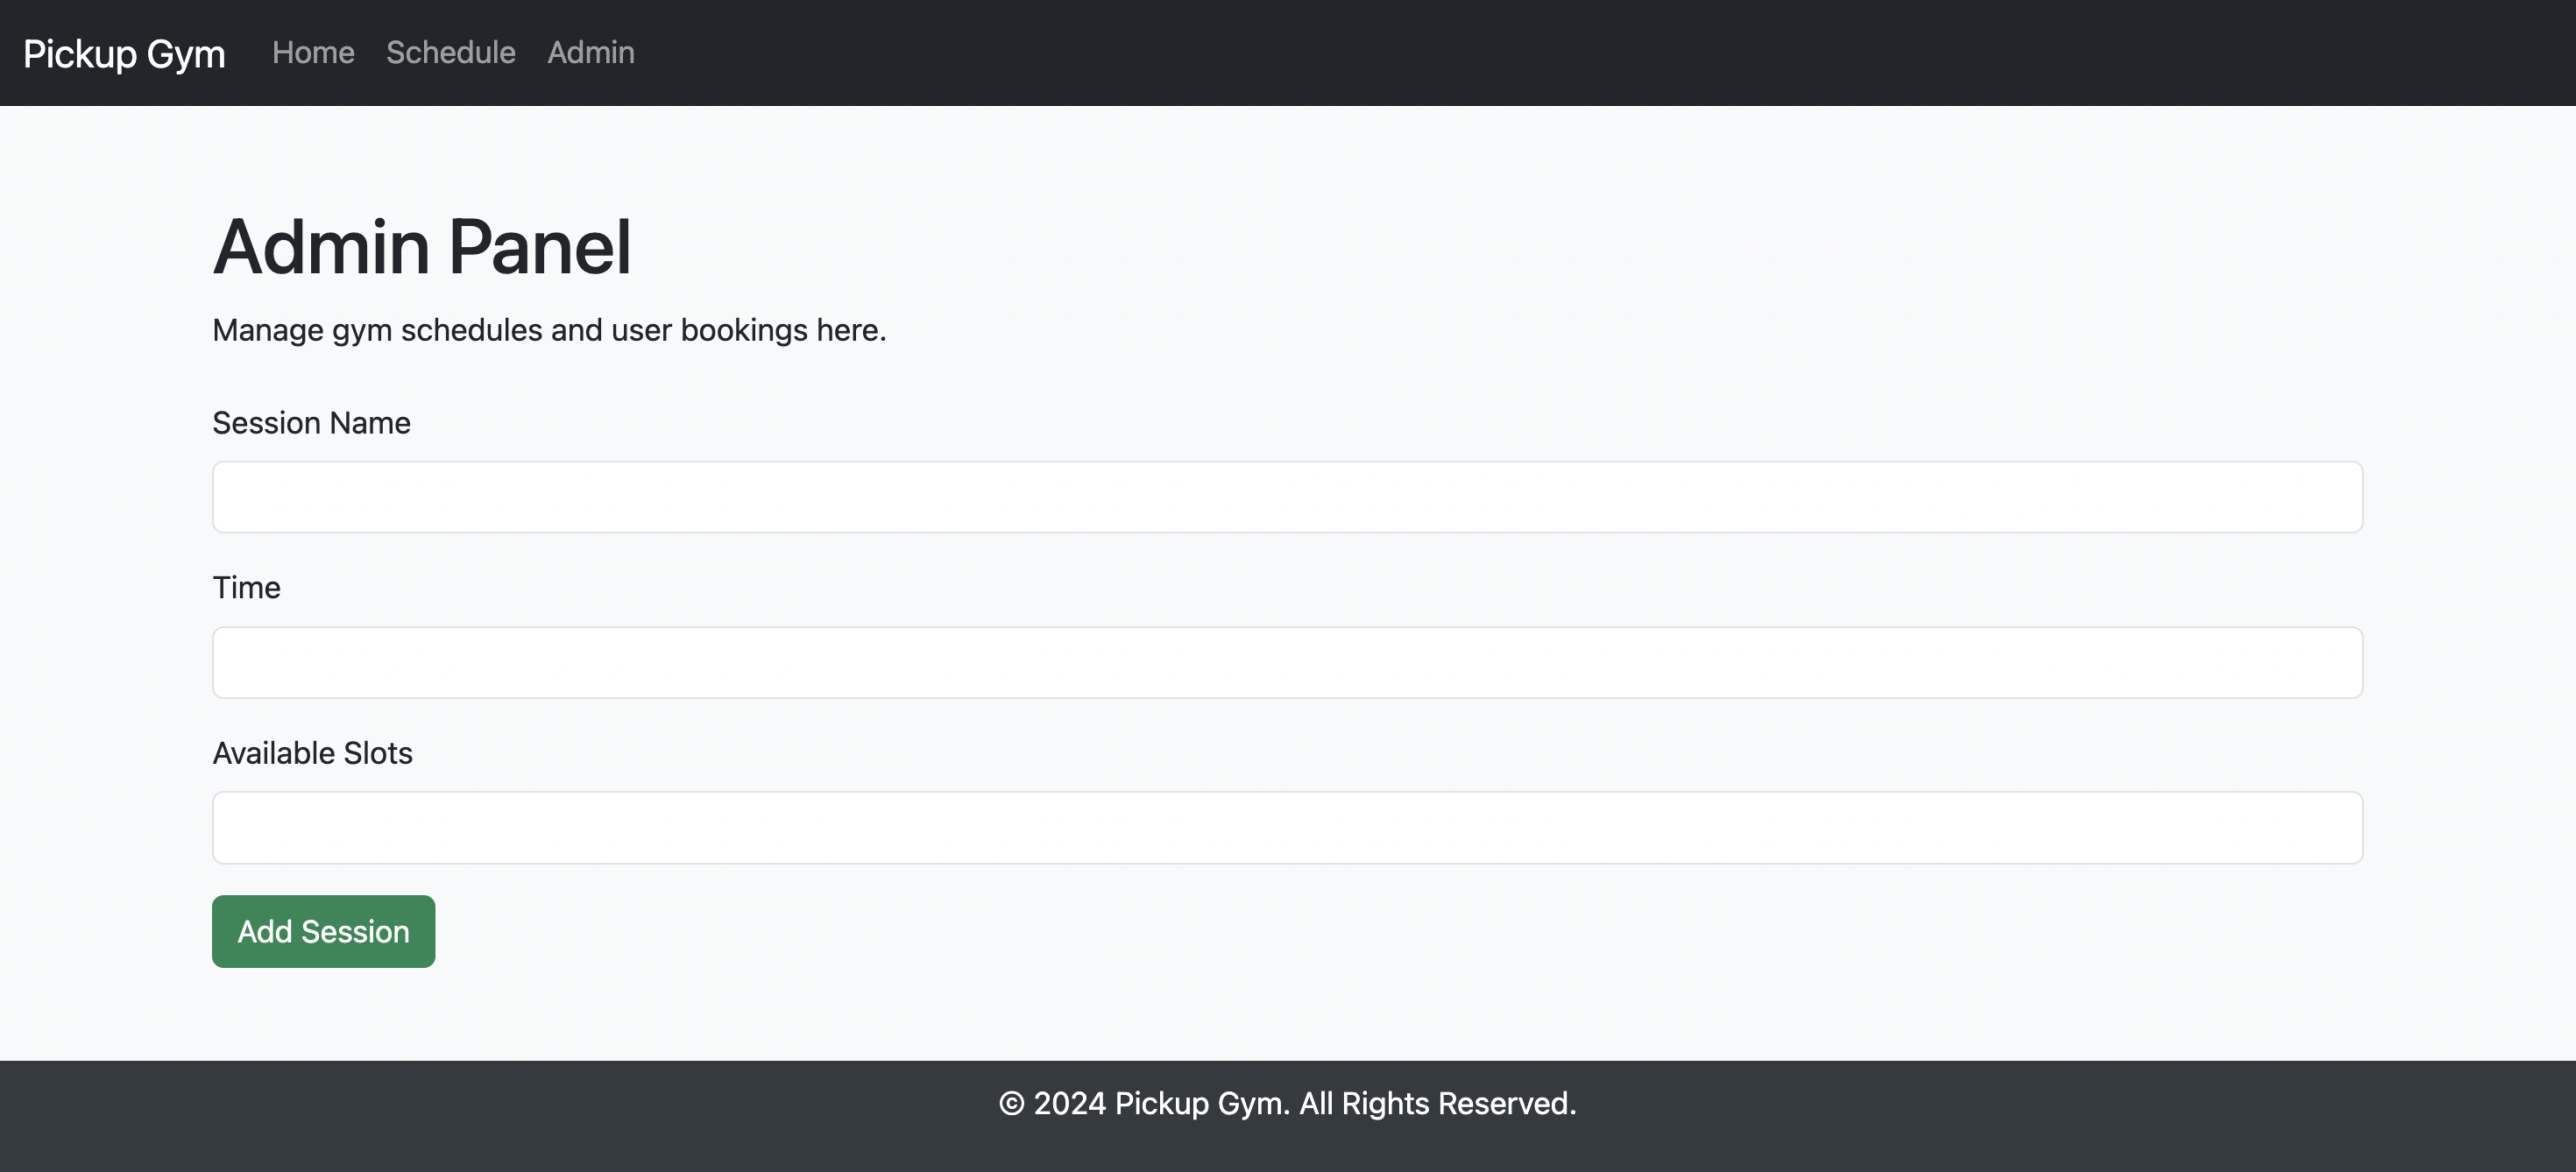 Pickup Gym Home Schedule Admin
Admin Panel
Manage gym schedules and user bookings here.
Session Name
Time
Available Slots
Add Session
© 2024 Pickup Gym. All Rights Reserved.